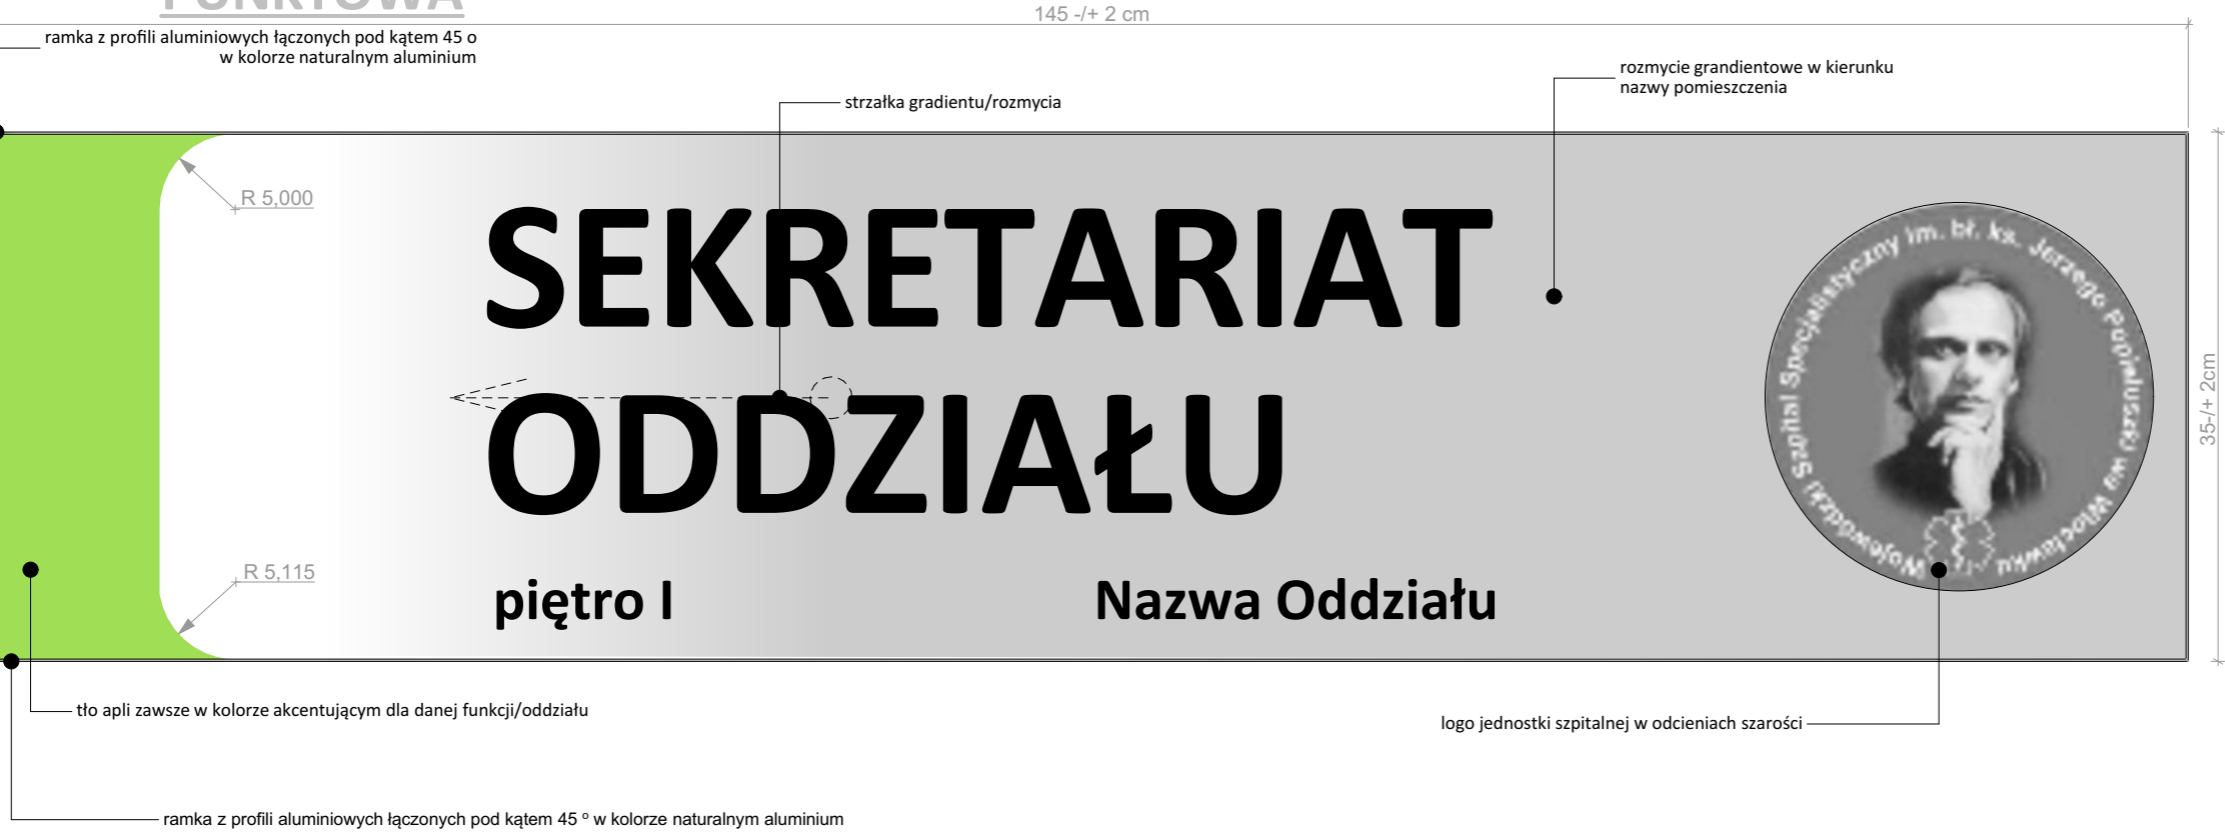 PUNKTOWA
145 -/+ 2 cm
ramka z profili aluminiowych łączonych pod kątem 45 o
w kolorze naturalnym aluminium
rozmycie grandientowe w kierunku
nazwy pomieszczenia
strzałka gradientu/rozmycia
R 5,000
SEKRETARIAT
ODDZIAŁU
Wojewódzki Szpital Specjalistyczny im. bł. ks. Jerzego Popiełuszki we Włocławku
35-/+ 2cm
R 5,115
piętro I
Nazwa Oddziału
tło apli zawsze w kolorze akcentującym dla danej funkcji/oddziału
logo jednostki szpitalnej w odcieniach szarości
ramka z profili aluminiowych łączonych pod kątem 45 º w kolorze naturalnym aluminium